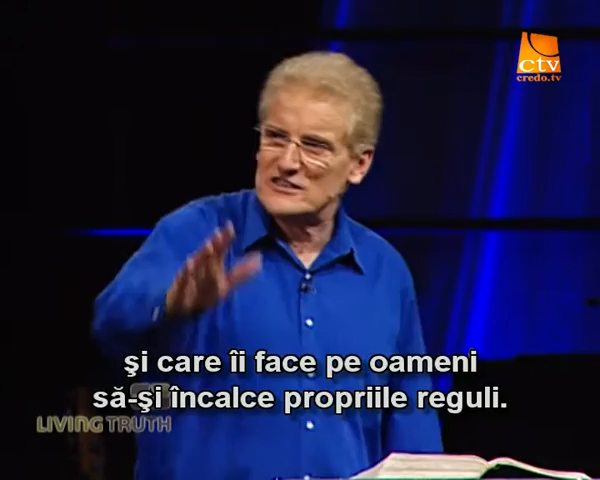 ctv
credo.tv
şi care îi face pe oameni
să-şi încalce propriile reguli.
LIVING TRUTH